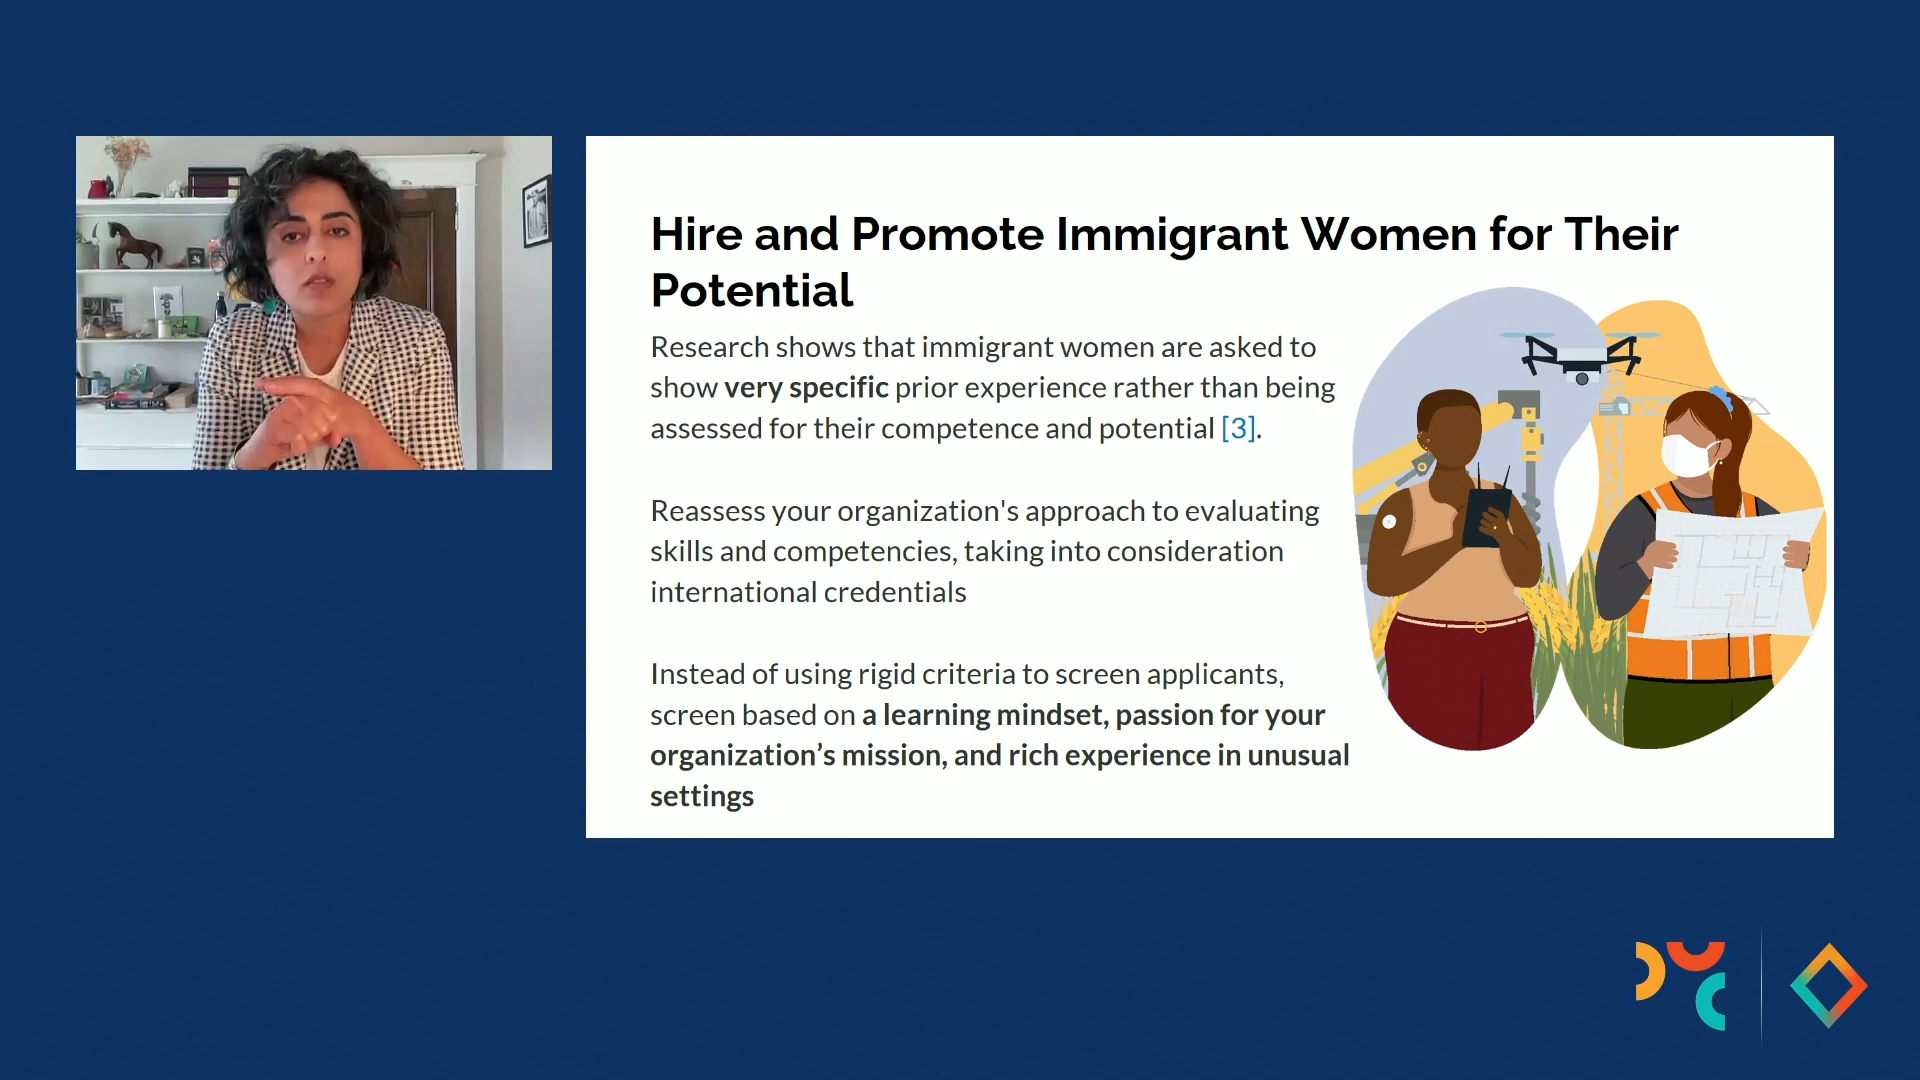 Hire and Promote Immigrant Women for Their
Potential
Research shows that immigrant women are asked to
show very specific prior experience rather than being
assessed for their competence and potential [3].
Reassess your organization's approach to evaluating
skills and competencies, taking into consideration
international credentials
Instead of using rigid criteria to screen applicants,
screen based on a learning mindset, passion for your
organization’s mission, and rich experience in unusual
settings